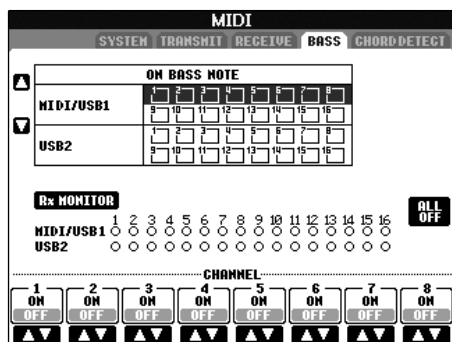 MIDI
SYSTEM TRANSMIT RECEIVE BASS CHORD DETECT
ON BASS NOTE
MIDI/USB1
1 2 3 4 5 6 7 8
9 10 11 12 13 14 15 16
USB2
1 2 3 4 5 6 7 8
9 10 11 12 13 14 15 16
Rx MONITOR
ALL OFF
1 2 3 4 5 6 7 8 9 10 11 12 13 14 15 16
MIDI/USB1
USB2
CHANNEL
1 2 3 4 5 6 7 8
ON ON ON ON ON ON ON ON
OFF OFF OFF OFF OFF OFF OFF OFF